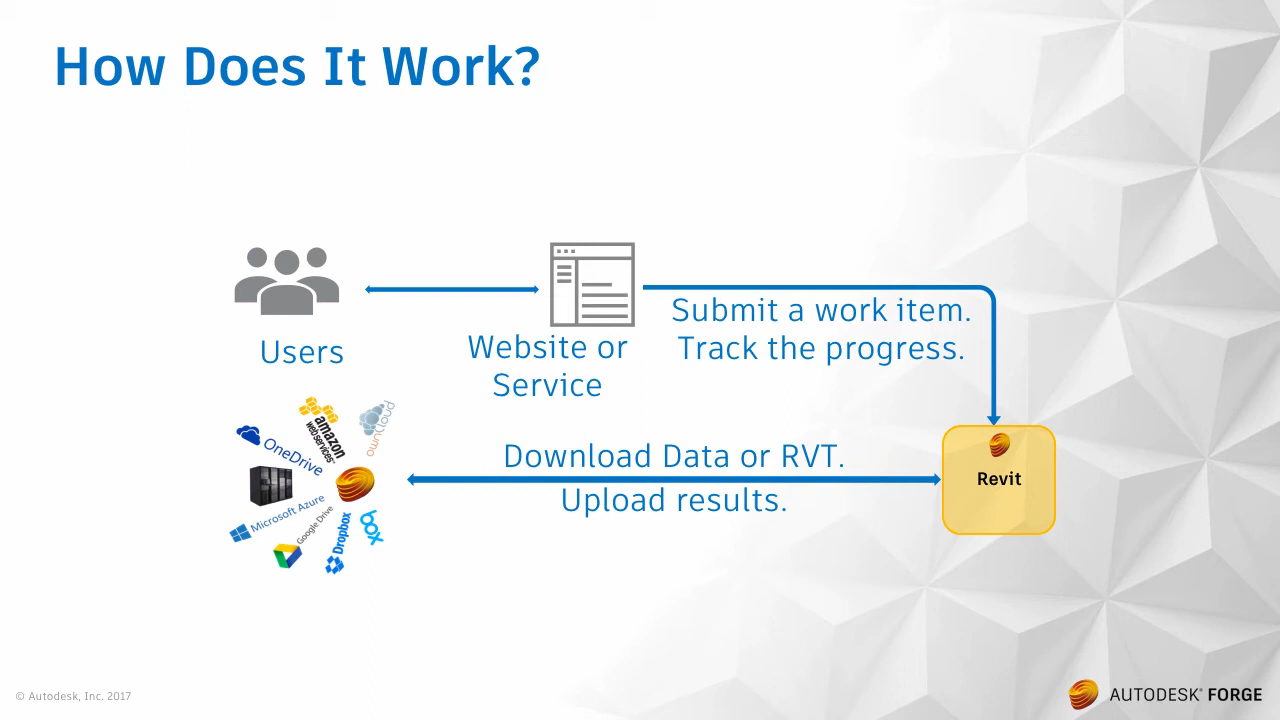 How Does It Work?
Submit a work item.
Track the progress.
Users
Website or
Service
amazon
web services™
ownCloud
OneDrive
Download Data or RVT.
Revit
Upload results.
Microsoft Azure
Google Drive
Dropbox
box
© Autodesk, Inc. 2017
AUTODESK® FORGE